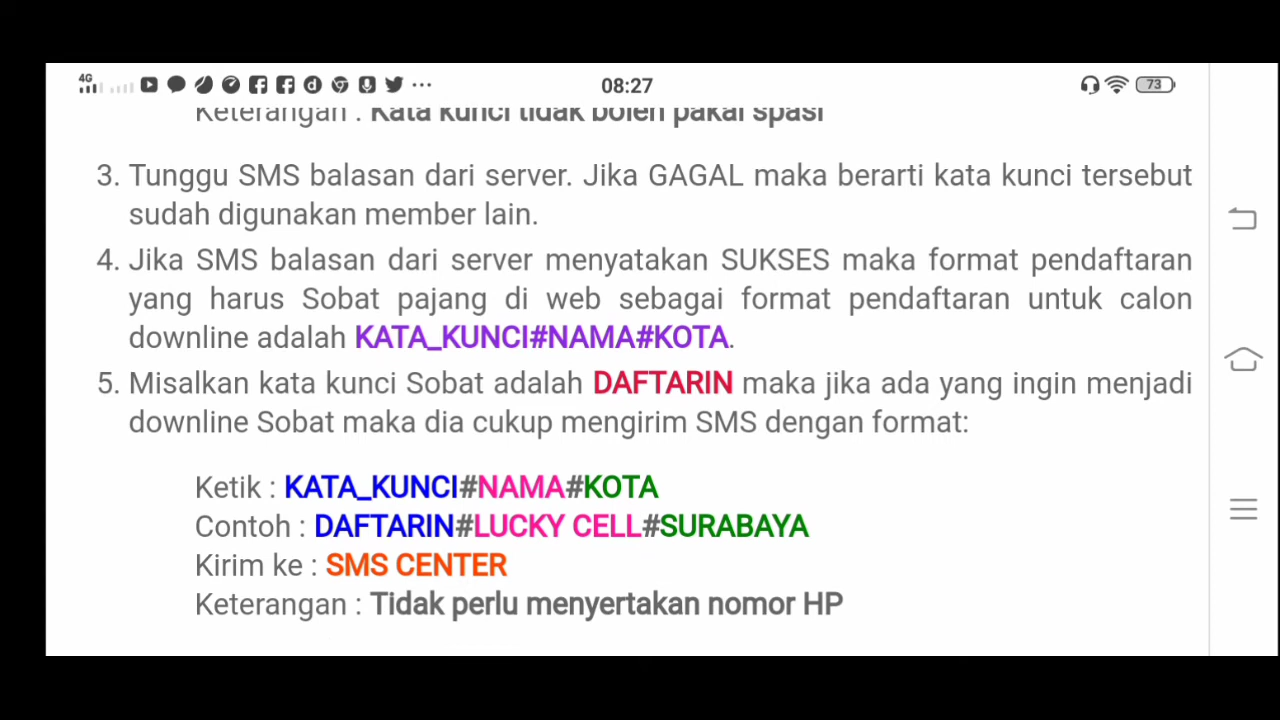 4G
08:27
73
Keterangan : Kata kunci tidak boleh pakai spasi
3. Tunggu SMS balasan dari server. Jika GAGAL maka berarti kata kunci tersebut
sudah digunakan member lain.
4. Jika SMS balasan dari server menyatakan SUKSES maka format pendaftaran
yang harus Sobat pajang di web sebagai format pendaftaran untuk calon
downline adalah KATA_KUNCI#NAMA#KOTA.
5. Misalkan kata kunci Sobat adalah DAFTARIN maka jika ada yang ingin menjadi
downline Sobat maka dia cukup mengirim SMS dengan format:
Ketik : KATA_KUNCI#NAMA#KOTA
Contoh : DAFTARIN#LUCKY CELL#SURABAYA
Kirim ke : SMS CENTER
Keterangan : Tidak perlu menyertakan nomor HP